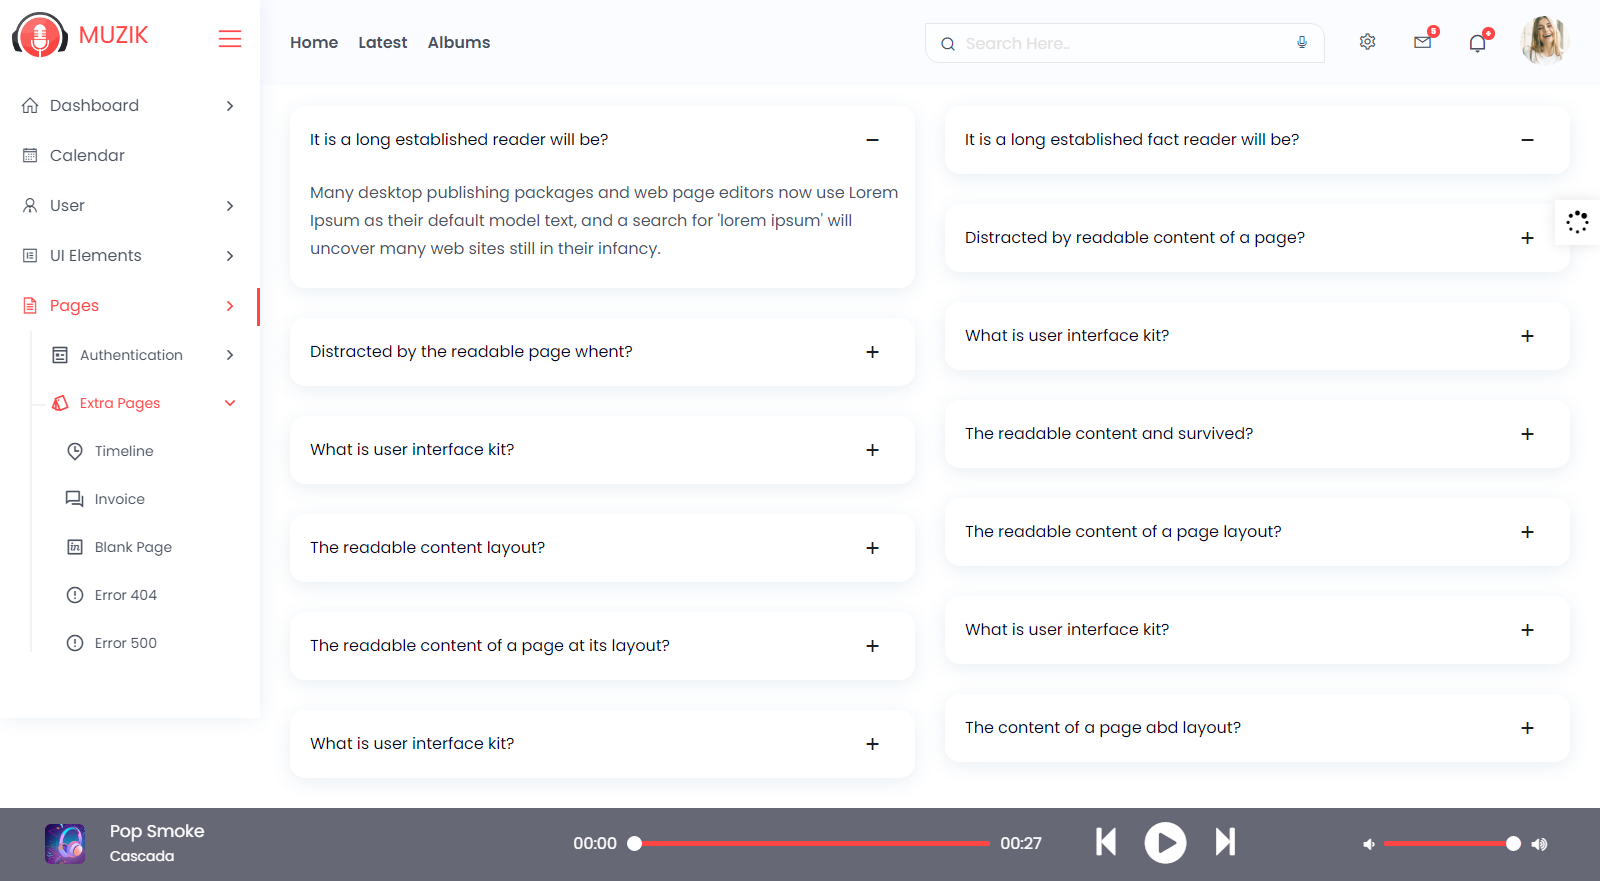 MUZIK
Home Latest Albums
Search Here..
5
Dashboard
Calendar
User
UI Elements
Pages
Authentication
Extra Pages
Timeline
Invoice
Blank Page
Error 404
Error 500
It is a long established reader will be?
Many desktop publishing packages and web page editors now use Lorem
Ipsum as their default model text, and a search for 'lorem ipsum' will
uncover many web sites still in their infancy.
Distracted by the readable page whent?
What is user interface kit?
The readable content layout?
The readable content of a page at its layout?
What is user interface kit?
It is a long established fact reader will be?
Distracted by readable content of a page?
What is user interface kit?
The readable content and survived?
The readable content of a page layout?
What is user interface kit?
The content of a page abd layout?
Pop Smoke
Cascada
00:00
00:27